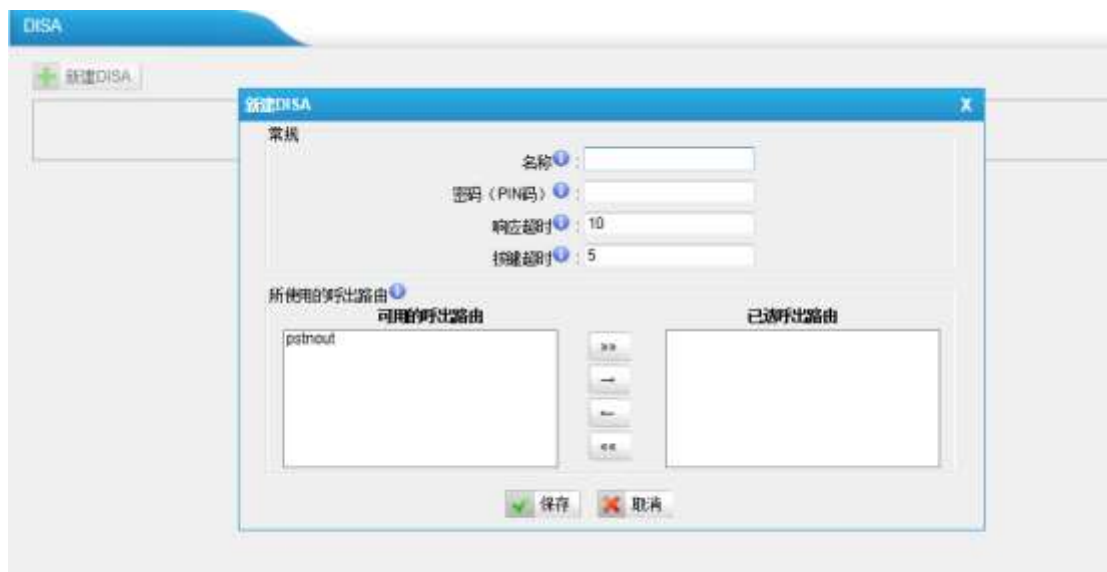 DISA
新建DISA
新建DISA X
常规
名称 :
密码（PIN码） :
响应超时 : 10
按键超时 : 5
所使用的呼出路由
可用的呼出路由 已选呼出路由
pstnout
>>
→
←
<<
保存 取消